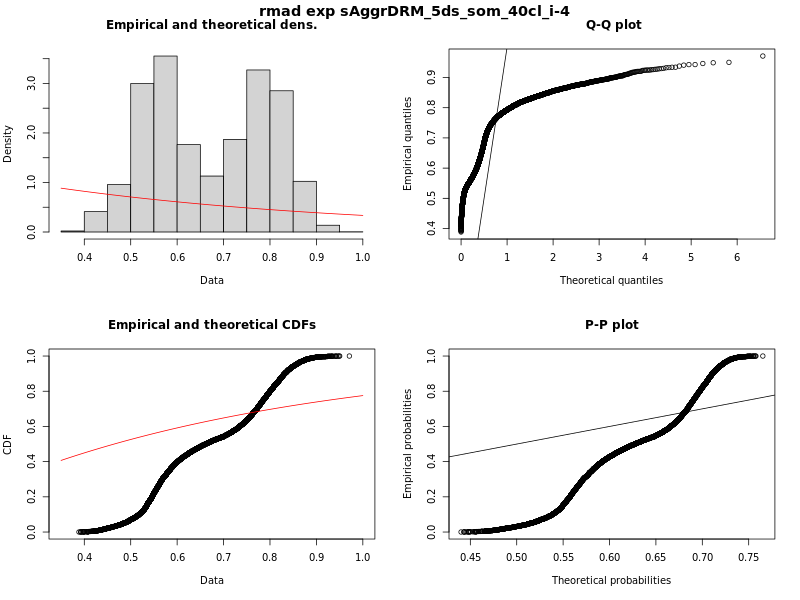 rmad exp sAggrDRM_5ds_som_40cl_i-4
Empirical and theoretical dens.
Density
0.0 1.0 2.0 3.0
0.4 0.5 0.6 0.7 0.8 0.9 1.0
Data
Q-Q plot
Empirical quantiles
0.4 0.5 0.6 0.7 0.8 0.9
0 1 2 3 4 5 6
Theoretical quantiles
Empirical and theoretical CDFs
CDF
0.0 0.2 0.4 0.6 0.8 1.0
0.4 0.5 0.6 0.7 0.8 0.9 1.0
Data
P-P plot
Empirical probabilities
0.0 0.2 0.4 0.6 0.8 1.0
0.45 0.50 0.55 0.60 0.65 0.70 0.75
Theoretical probabilities